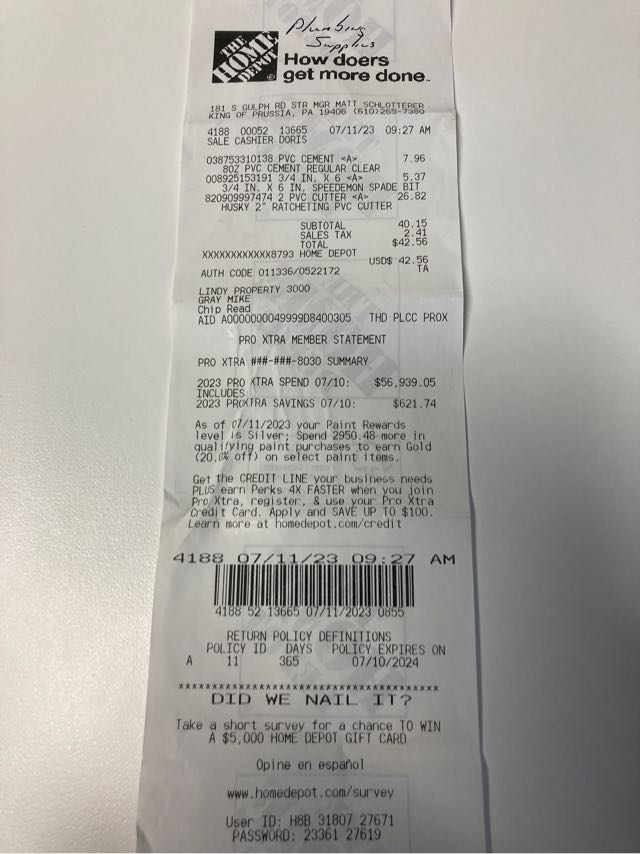 Plumbing
Supplies
THE
HOME
DEPOT
How doers
get more done..
181 S GULPH RD STR MGR MATT SCHLOTTERER
KING OF PRUSSIA, PA 19406 (610)265-7380
4188 00052 13665 07/11/23 09:27 AM
SALE CASHIER DORIS
038753310138 PVC CEMENT <A> 7.96
8OZ PVC CEMENT REGULAR CLEAR
008925153191 3/4 IN. X 6 <A> 5.37
3/4 IN. X 6 IN. SPEEDEMON SPADE BIT
820909997474 2 PVC CUTTER <A> 26.82
HUSKY 2" RATCHETING PVC CUTTER
SUBTOTAL 40.15
SALES TAX 2.41
TOTAL $42.56
XXXXXXXXXXXX8793 HOME DEPOT
USD$ 42.56
AUTH CODE 011336/0522172 TA
LINDY PROPERTY 3000
GRAY MIKE
Chip Read
AID A0000000049999D8400305 THD PLCC PROX
PRO XTRA MEMBER STATEMENT
PRO XTRA ###-###-8030 SUMMARY
2023 PRO XTRA SPEND 07/10: $56,939.05
INCLUDES:
2023 PROXTRA SAVINGS 07/10: $621.74
As of 07/11/2023 your Paint Rewards
level is Silver; Spend 2950.48 more in
qualifying paint purchases to earn Gold
(20.0% off) on select paint items.
Get the CREDIT LINE your business needs
PLUS earn Perks 4X FASTER when you join
Pro Xtra, register, & use your Pro Xtra
Credit Card. Apply and SAVE UP TO $100.
Learn more at homedepot.com/credit
4188 07/11/23 09:27 AM
4188 52 13665 07/11/2023 0855
RETURN POLICY DEFINITIONS
POLICY ID DAYS POLICY EXPIRES ON
A 11 365 07/10/2024
****************************************
DID WE NAIL IT?
Take a short survey for a chance TO WIN
A $5,000 HOME DEPOT GIFT CARD
Opine en español
www.homedepot.com/survey
User ID: H8B 31807 27671
PASSWORD: 23361 27619